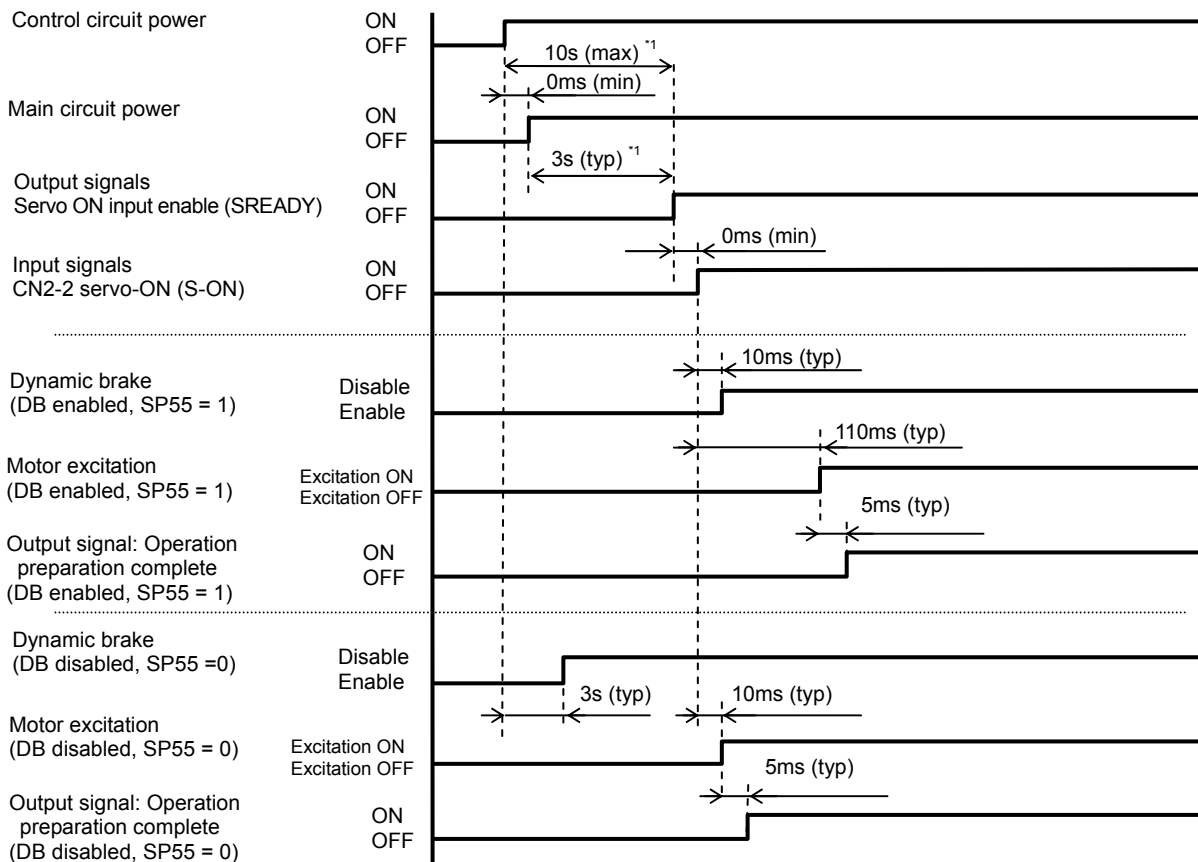 Control circuit power
ON
OFF
10s (max) *1
0ms (min)
Main circuit power
ON
OFF
3s (typ) *1
Output signals
Servo ON input enable (SREADY)
ON
OFF
0ms (min)
Input signals
CN2-2 servo-ON (S-ON)
ON
OFF
10ms (typ)
Dynamic brake
(DB enabled, SP55 = 1)
Disable
Enable
110ms (typ)
Motor excitation
(DB enabled, SP55 = 1)
Excitation ON
Excitation OFF
5ms (typ)
Output signal: Operation
preparation complete
(DB enabled, SP55 = 1)
ON
OFF
Dynamic brake
(DB disabled, SP55 =0)
Disable
Enable
3s (typ)
10ms (typ)
Motor excitation
(DB disabled, SP55 = 0)
Excitation ON
Excitation OFF
5ms (typ)
Output signal: Operation
preparation complete
(DB disabled, SP55 = 0)
ON
OFF